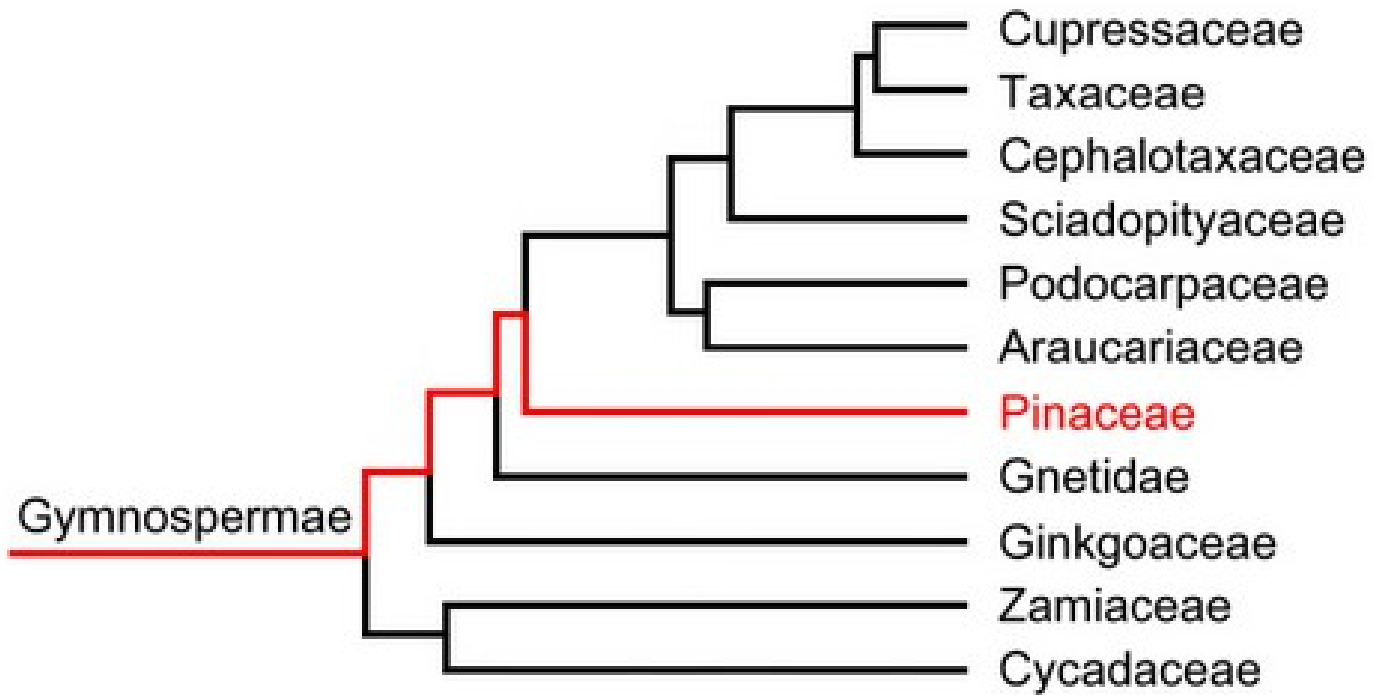 Cupressaceae
Taxaceae
Cephalotaxaceae
Sciadopityaceae
Podocarpaceae
Araucariaceae
Pinaceae
Gnetidae
Gymnospermae
Ginkgoaceae
Zamiaceae
Cycadaceae